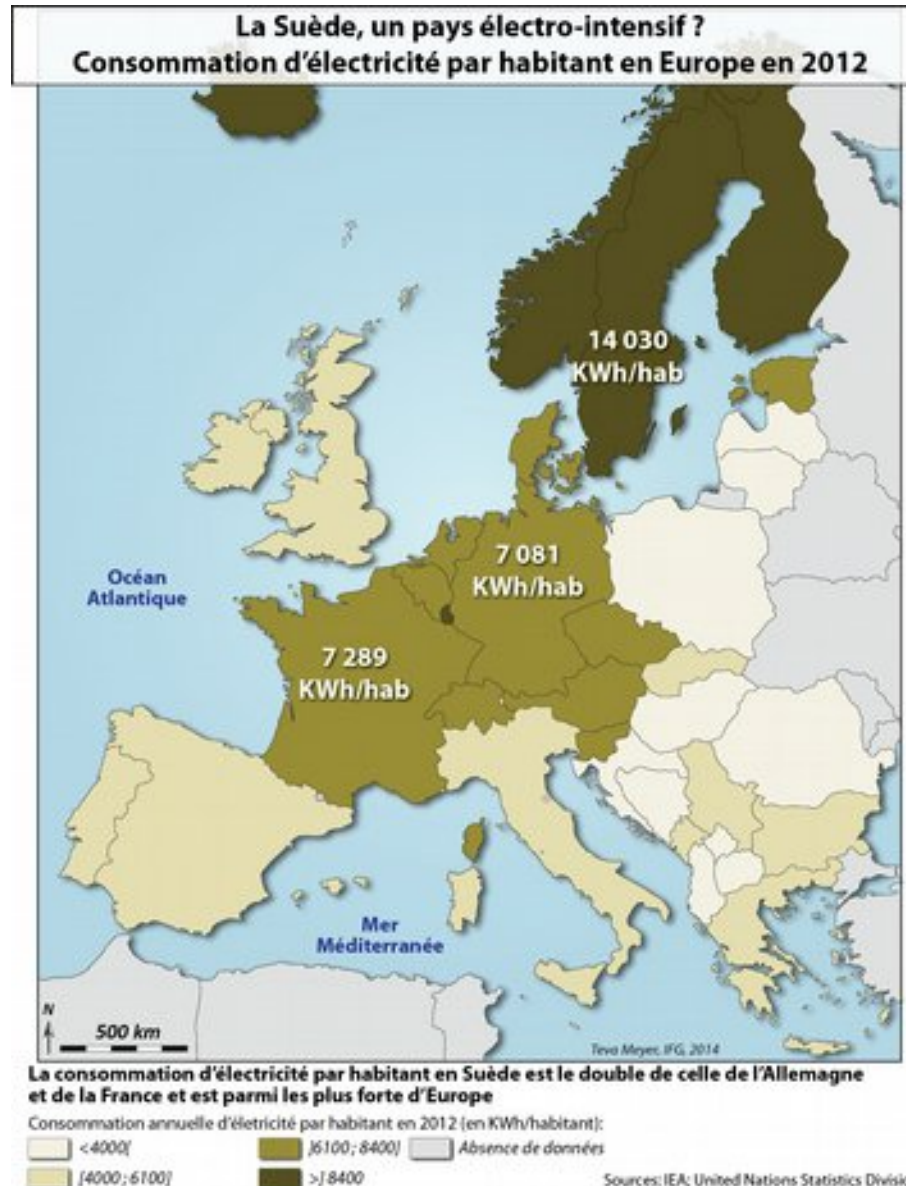 La Suède, un pays électro-intensif ?
Consommation d'électricité par habitant en Europe en 2012
14 030
KWh/hab
7 081
KWh/hab
Océan
Atlantique
7 289
KWh/hab
Mer
Méditerranée
N
500 km
Teva Meyer, IFG, 2014
La consommation d'électricité par habitant en Suède est le double de celle de l'Allemagne
et de la France et est parmi les plus forte d'Europe
Consommation annuelle d'életricité par habitant en 2012 (en KWh/habitant):
<4000[
]6100 ; 8400]
Absence de données
[4000 ; 6100]
>] 8400
Sources: IEA; United Nations Statistics Divisio